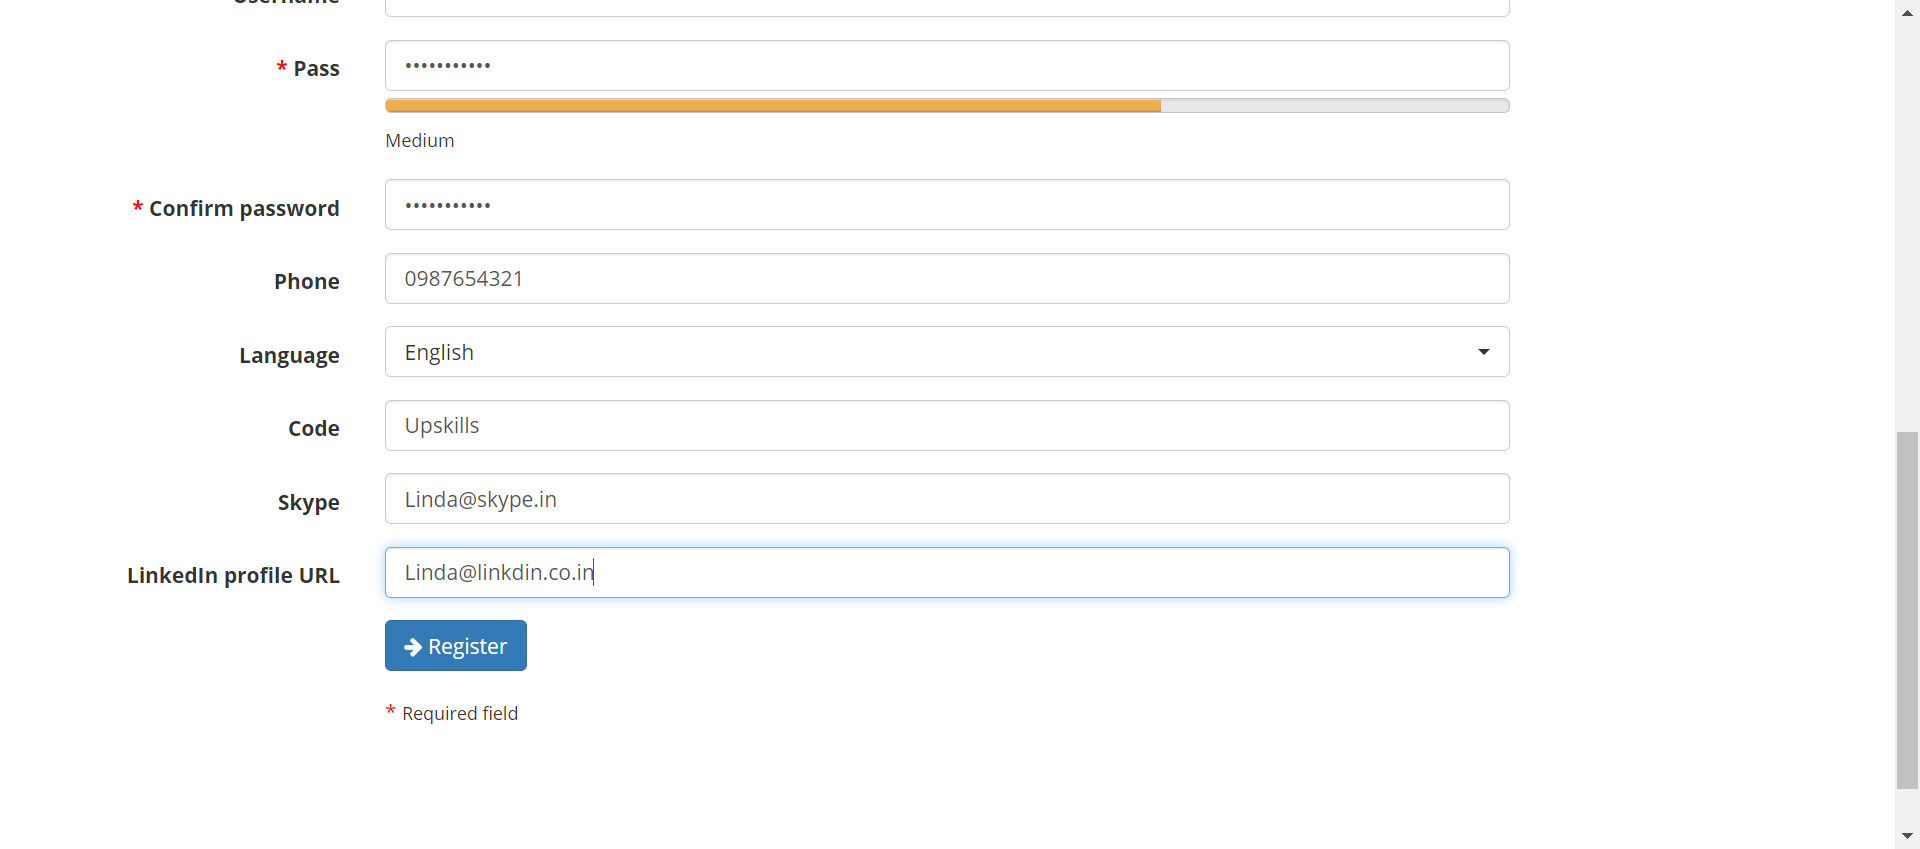 * Pass
•••••••••••
Medium
* Confirm password
•••••••••••
Phone
0987654321
Language
English
Code
Upskills
Skype
Linda@skype.in
LinkedIn profile URL
Linda@linkdin.co.in
Register
* Required field